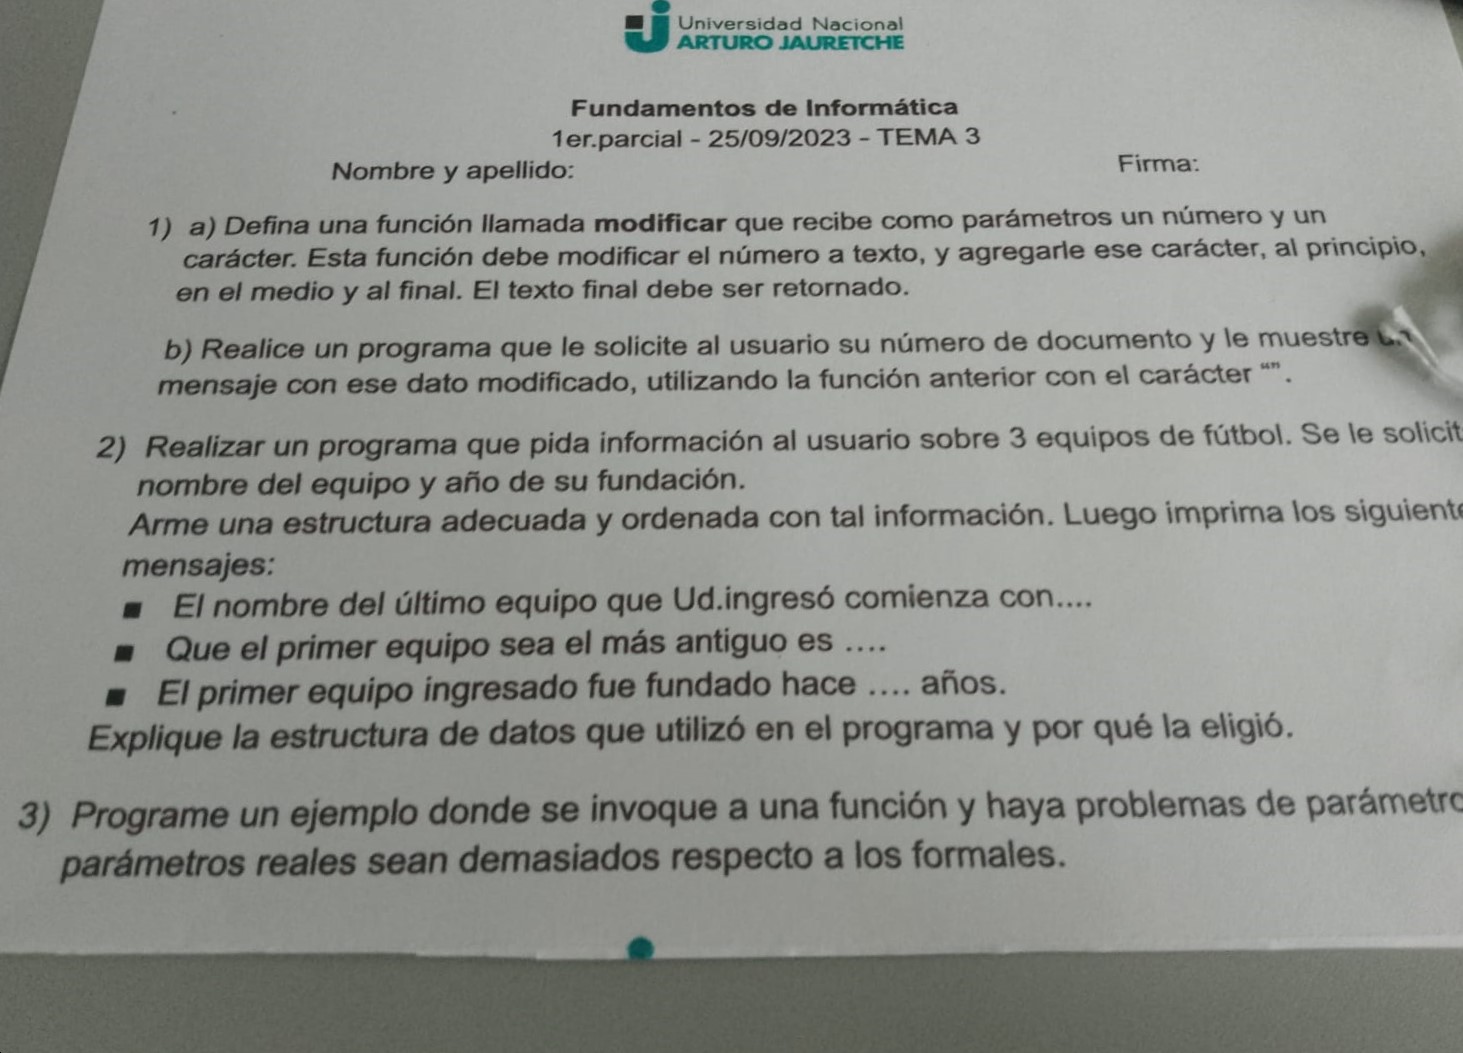 Universidad Nacional
ARTURO JAURETCHE
Fundamentos de Informática
1er.parcial - 25/09/2023 - TEMA 3
Nombre y apellido: Firma:
1) a) Defina una función llamada modificar que recibe como parámetros un número y un
carácter. Esta función debe modificar el número a texto, y agregarle ese carácter, al principio,
en el medio y al final. El texto final debe ser retornado.
b) Realice un programa que le solicite al usuario su número de documento y le muestre un
mensaje con ese dato modificado, utilizando la función anterior con el carácter “”.
2) Realizar un programa que pida información al usuario sobre 3 equipos de fútbol. Se le solicit
nombre del equipo y año de su fundación.
Arme una estructura adecuada y ordenada con tal información. Luego imprima los siguiente
mensajes:
■ El nombre del último equipo que Ud.ingresó comienza con....
■ Que el primer equipo sea el más antiguo es ....
■ El primer equipo ingresado fue fundado hace .... años.
Explique la estructura de datos que utilizó en el programa y por qué la eligió.
3) Programe un ejemplo donde se invoque a una función y haya problemas de parámetro
parámetros reales sean demasiados respecto a los formales.